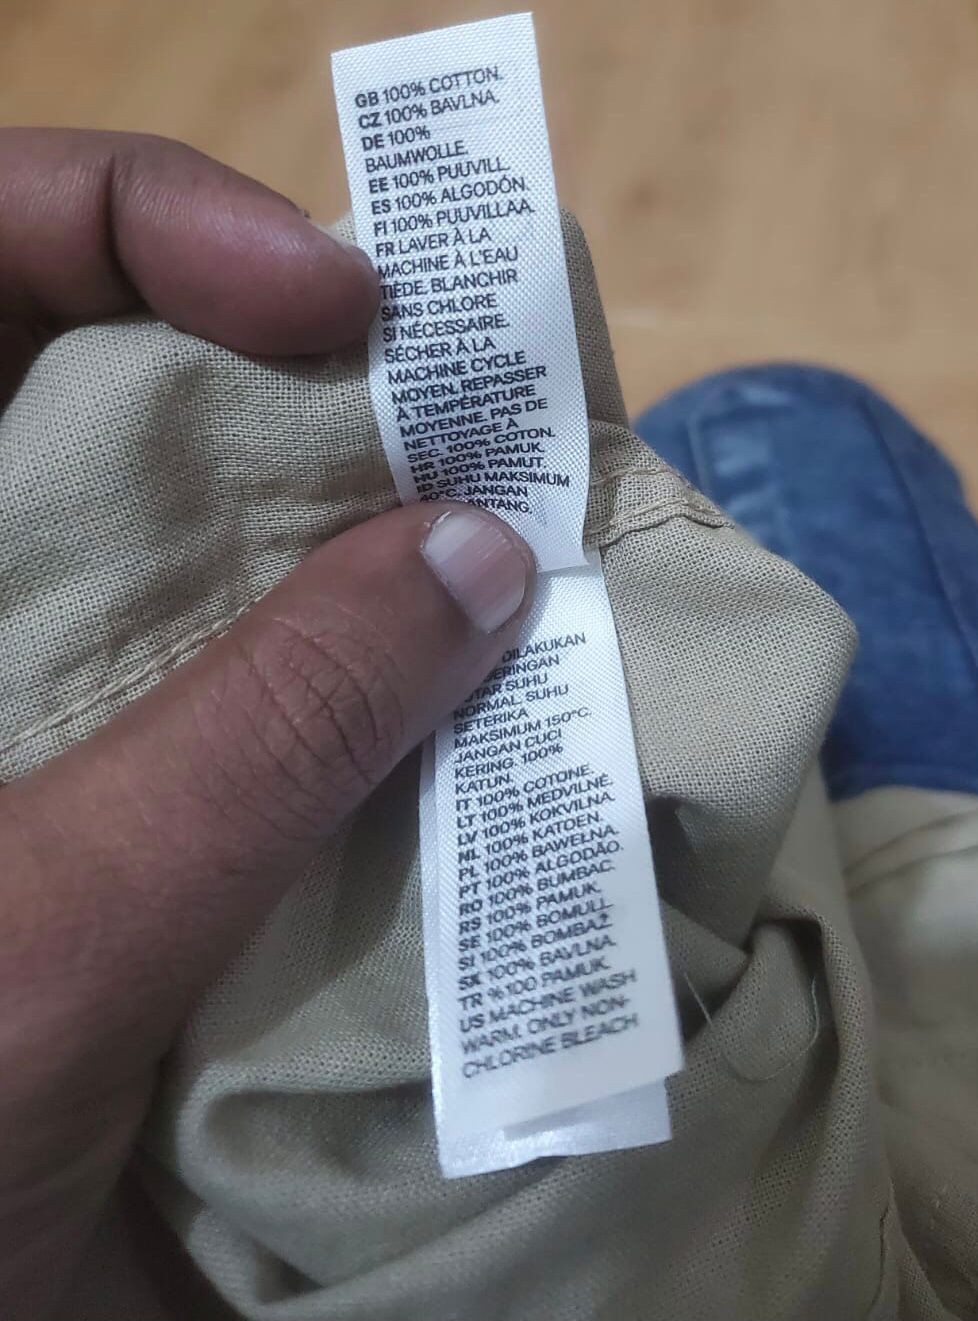 GB 100% COTTON.
CZ 100% BAVLNA.
DE 100%
BAUMWOLLE.
EE 100% PUUVILL.
ES 100% ALGODÓN.
FI 100% PUUVILLAA.
FR LAVER À LA
MACHINE À L'EAU
TIÈDE. BLANCHIR
SANS CHLORE
SI NÉCESSAIRE.
SÉCHER À LA
MACHINE CYCLE
MOYEN. REPASSER
À TEMPÉRATURE
MOYENNE. PAS DE
NETTOYAGE À
SEC. 100% COTON.
HR 100% PAMUK.
HU 100% PAMUT.
ID SUHU MAKSIMUM
40°C. JANGAN
DILAKUKAN
SUHU
NORMAL. SUHU
SETERIKA
MAKSIMUM 150°C.
JANGAN CUCI
KERING. 100%
KATUN.
IT 100% COTONE.
LT 100% MEDVILNĖ.
LV 100% KOKVILNA.
NL 100% KATOEN.
PL 100% BAWEŁNA.
PT 100% ALGODÃO.
RO 100% BUMBAC.
RS 100% PAMUK.
SE 100% BOMULL.
SI 100% BOMBAŽ.
SK 100% BAVLNA.
TR %100 PAMUK.
US MACHINE WASH
WARM. ONLY NON-
CHLORINE BLEACH